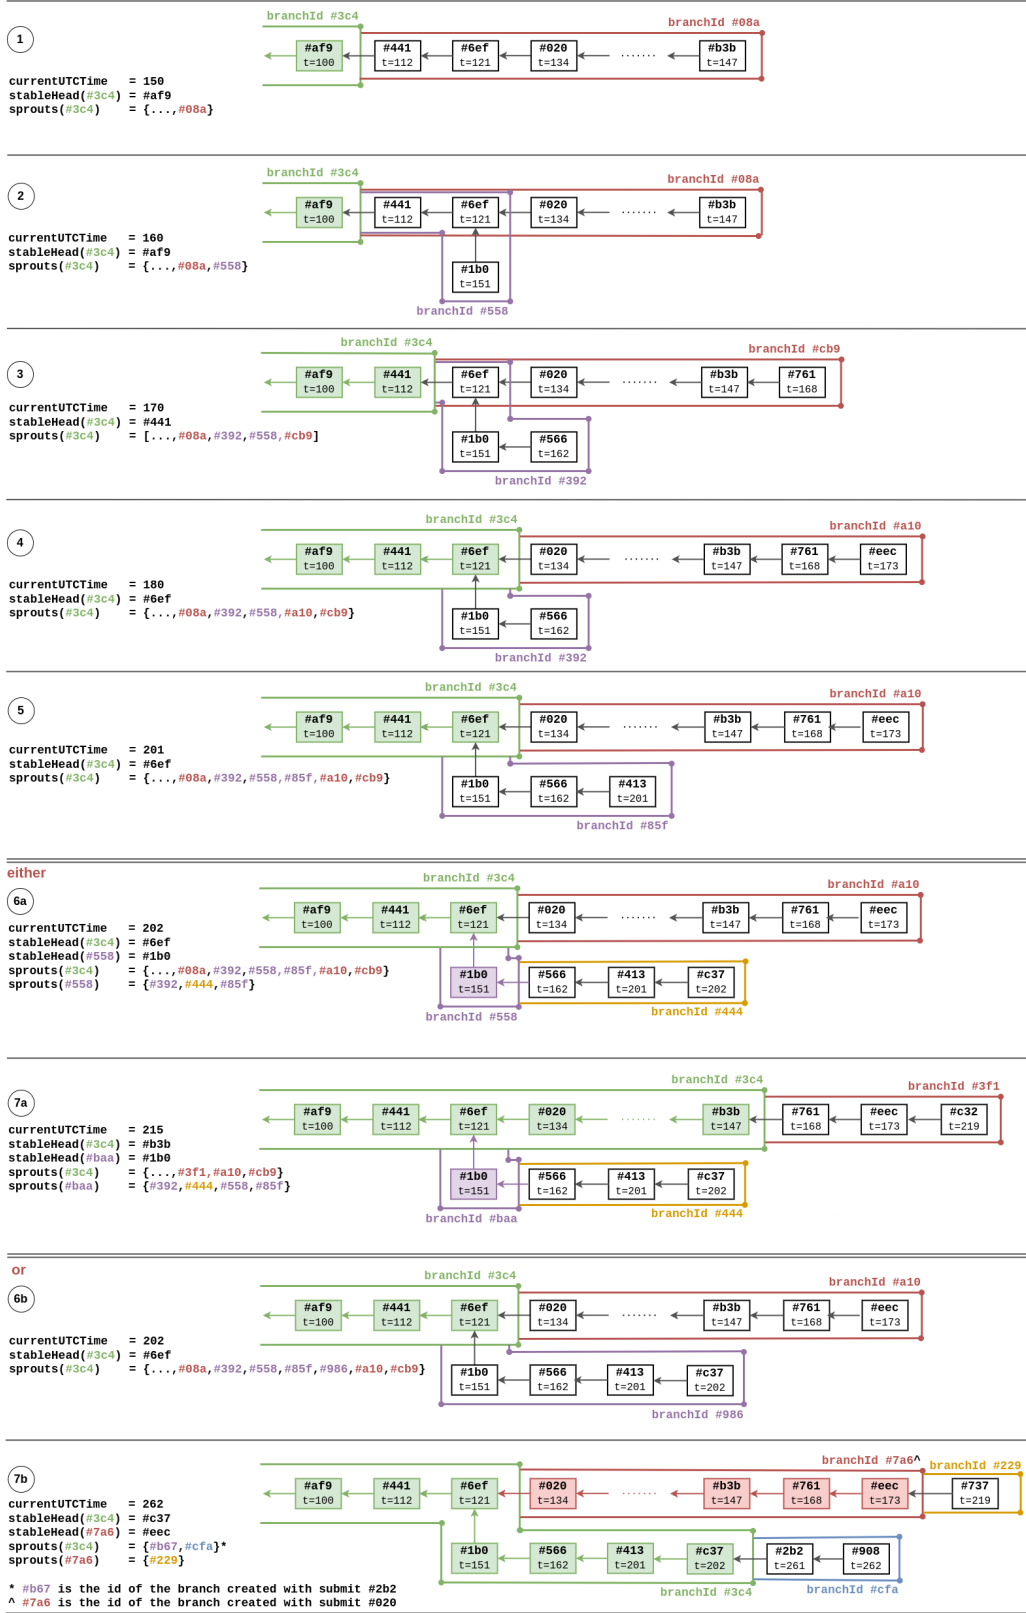 branchId #3c4
branchId #08a
1
#af9 #441 #6ef #020 ....... #b3b
t=100 t=112 t=121 t=134 t=147
currentUTCTime = 150
stableHead(#3c4) = #af9
sprouts(#3c4) = {...,#08a}
branchId #3c4
branchId #08a
2
#af9 #441 #6ef #020 ....... #b3b
t=100 t=112 t=121 t=134 t=147
currentUTCTime = 160
stableHead(#3c4) = #af9
sprouts(#3c4) = {...,#08a,#558}
#1b0
t=151
branchId #558
branchId #3c4
branchId #cb9
3
#af9 #441 #6ef #020 ....... #b3b #761
t=100 t=112 t=121 t=134 t=147 t=168
currentUTCTime = 170
stableHead(#3c4) = #441
sprouts(#3c4) = [...,#08a,#392,#558,#cb9]
#1b0 #566
t=151 t=162
branchId #392
branchId #3c4
branchId #a10
4
#af9 #441 #6ef #020 ....... #b3b #761 #eec
t=100 t=112 t=121 t=134 t=147 t=168 t=173
currentUTCTime = 180
stableHead(#3c4) = #6ef
sprouts(#3c4) = {...,#08a,#392,#558,#a10,#cb9}
#1b0 #566
t=151 t=162
branchId #392
branchId #3c4
branchId #a10
5
#af9 #441 #6ef #020 ....... #b3b #761 #eec
t=100 t=112 t=121 t=134 t=147 t=168 t=173
currentUTCTime = 201
stableHead(#3c4) = #6ef
sprouts(#3c4) = {...,#08a,#392,#558,#85f,#a10,#cb9}
#1b0 #566 #413
t=151 t=162 t=201
branchId #85f
either
branchId #3c4
branchId #a10
6a
#af9 #441 #6ef #020 ....... #b3b #761 #eec
t=100 t=112 t=121 t=134 t=147 t=168 t=173
currentUTCTime = 202
stableHead(#3c4) = #6ef
stableHead(#558) = #1b0
sprouts(#3c4) = {...,#08a,#392,#558,#85f,#a10,#cb9}
sprouts(#558) = {#392,#444,#85f}
#1b0 #566 #413 #c37
t=151 t=162 t=201 t=202
branchId #558
branchId #444
branchId #3c4
branchId #3f1
7a
#af9 #441 #6ef #020 ....... #b3b #761 #eec #c32
t=100 t=112 t=121 t=134 t=147 t=168 t=173 t=219
currentUTCTime = 215
stableHead(#3c4) = #b3b
stableHead(#baa) = #1b0
sprouts(#3c4) = {...,#3f1,#a10,#cb9}
sprouts(#baa) = {#392,#444,#558,#85f}
#1b0 #566 #413 #c37
t=151 t=162 t=201 t=202
branchId #baa
branchId #444
or
branchId #3c4
branchId #a10
6b
#af9 #441 #6ef #020 ....... #b3b #761 #eec
t=100 t=112 t=121 t=134 t=147 t=168 t=173
currentUTCTime = 202
stableHead(#3c4) = #6ef
sprouts(#3c4) = {...,#08a,#392,#558,#85f,#986,#a10,#cb9}
#1b0 #566 #413 #c37
t=151 t=162 t=201 t=202
branchId #986
branchId #7a6^
branchId #229
7b
#af9 #441 #6ef #020 ....... #b3b #761 #eec #737
t=100 t=112 t=121 t=134 t=147 t=168 t=173 t=219
currentUTCTime = 262
stableHead(#3c4) = #c37
stableHead(#7a6) = #eec
sprouts(#3c4) = {#b67,#cfa}*
sprouts(#7a6) = {#229}
#1b0 #566 #413 #c37 #2b2 #908
t=151 t=162 t=201 t=202 t=261 t=262
branchId #3c4
branchId #cfa
* #b67 is the id of the branch created with submit #2b2
^ #7a6 is the id of the branch created with submit #020